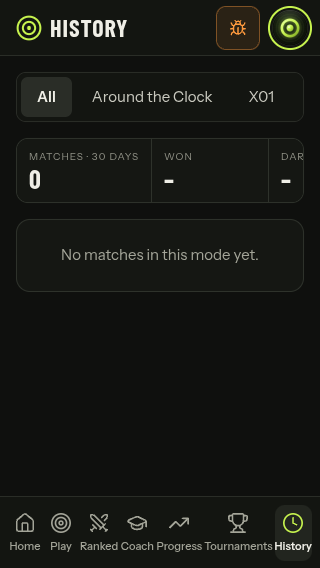 HISTORY
All Around the Clock X01
MATCHES · 30 DAYS WON DAR
0 – –
No matches in this mode yet.
Home Play Ranked Coach Progress Tournaments History